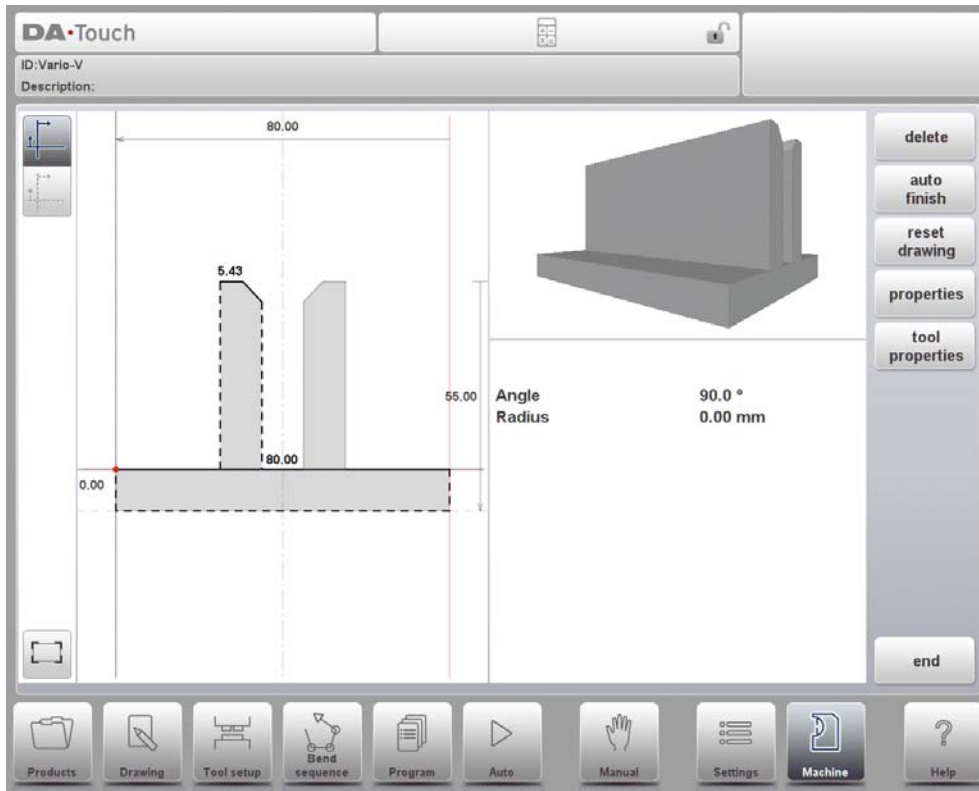 DA·Touch
ID:Vario-V
Description:
80.00
5.43
55.00
80.00
0.00
Angle 90.0 °
Radius 0.00 mm
delete
auto
finish
reset
drawing
properties
tool
properties
end
Products
Drawing
Tool setup
Bend
sequence
Program
Auto
Manual
Settings
Machine
?
Help